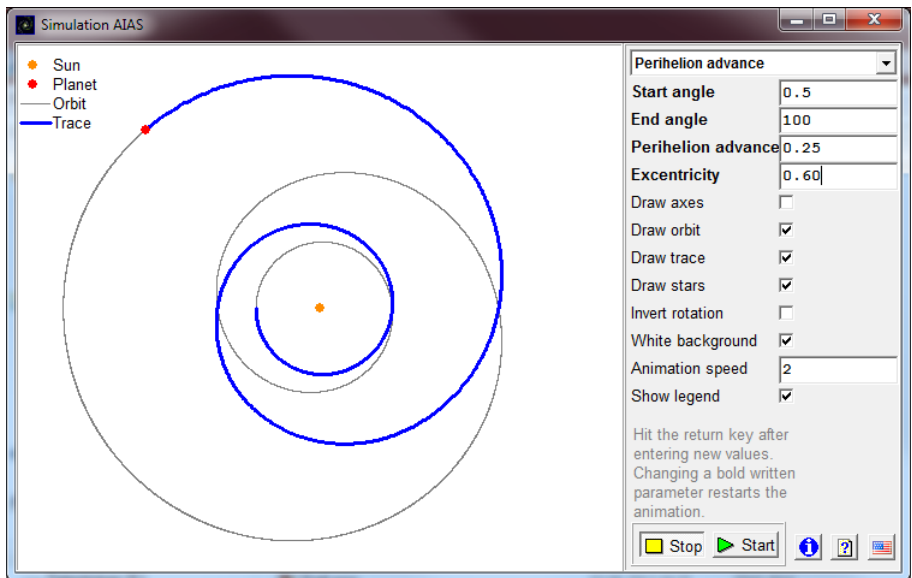 Simulation AIAS
Sun
Planet
Orbit
Trace
Perihelion advance
Start angle 0.5
End angle 100
Perihelion advance 0.25
Excentricity 0.60
Draw axes
Draw orbit
Draw trace
Draw stars
Invert rotation
White background
Animation speed 2
Show legend
Hit the return key after
entering new values.
Changing a bold written
parameter restarts the
animation.
Stop Start